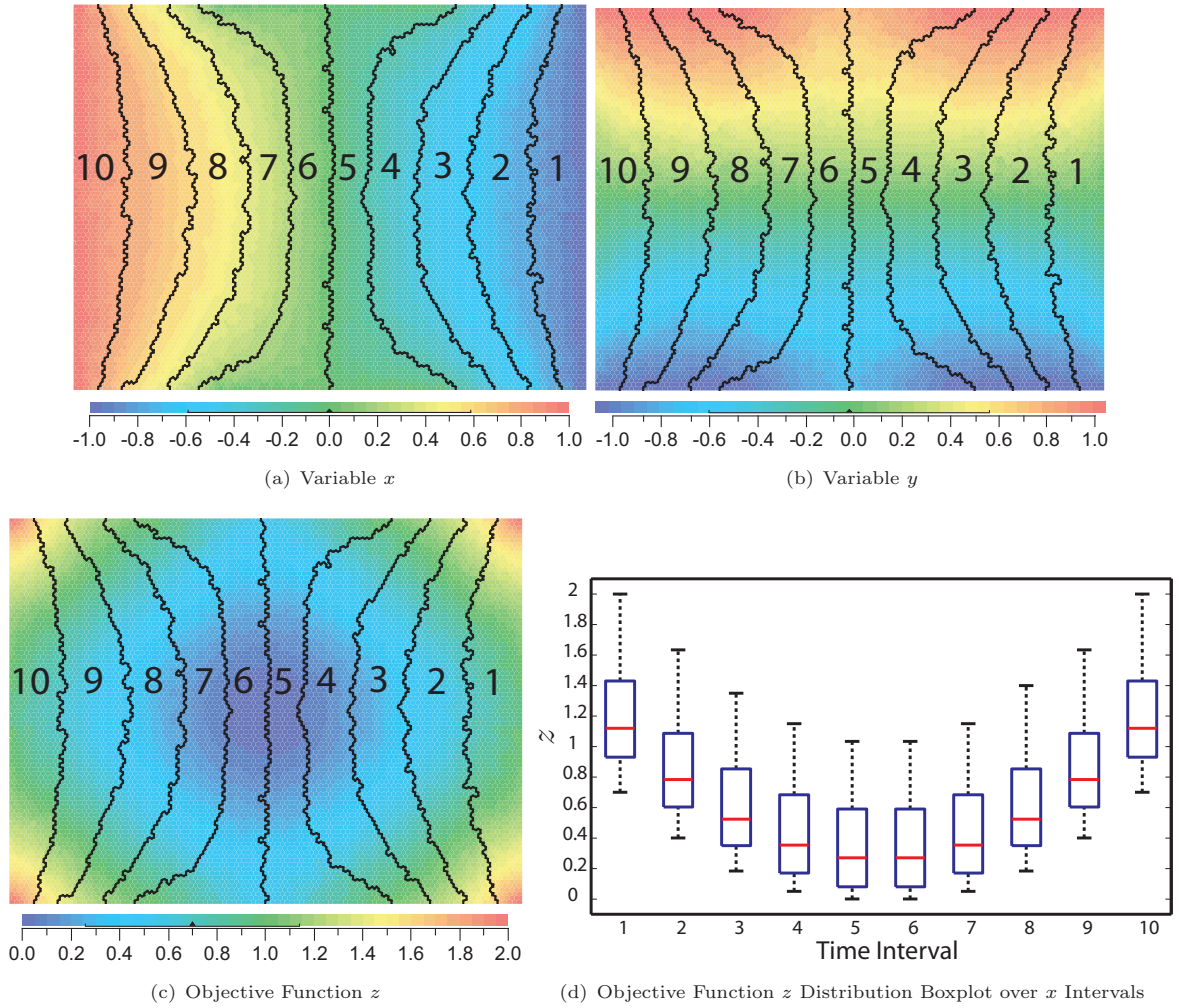 10 9 8 7 6 5 4 3 2 1
-1.0 -0.8 -0.6 -0.4 -0.2 0.0 0.2 0.4 0.6 0.8 1.0
(a) Variable x
10 9 8 7 6 5 4 3 2 1
-1.0 -0.8 -0.6 -0.4 -0.2 0.0 0.2 0.4 0.6 0.8 1.0
(b) Variable y
10 9 8 7 6 5 4 3 2 1
0.0 0.2 0.4 0.6 0.8 1.0 1.2 1.4 1.6 1.8 2.0
(c) Objective Function z
2
1.8
1.6
1.4
1.2
1
0.8
0.6
0.4
0.2
0
z
1 2 3 4 5 6 7 8 9 10
Time Interval
(d) Objective Function z Distribution Boxplot over x Intervals